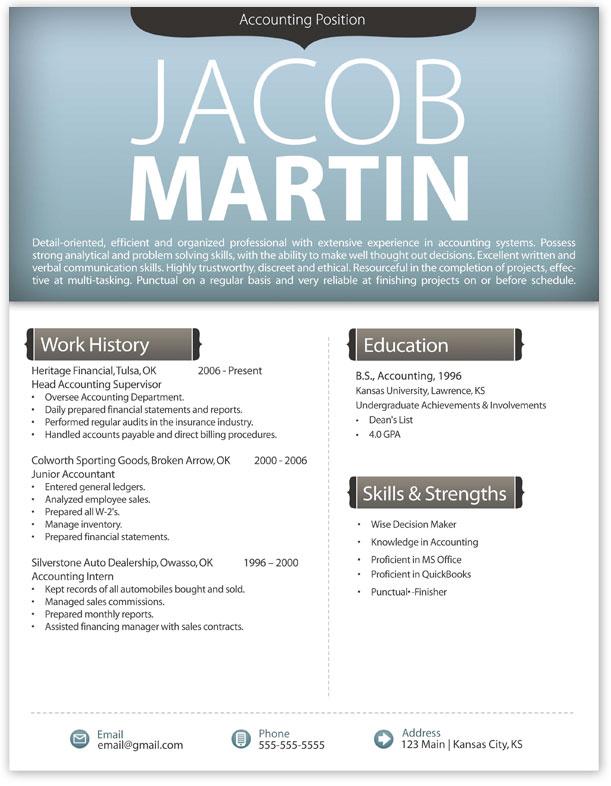 Accounting Position
JACOB
MARTIN
Detail-oriented, efficient and organized professional with extensive experience in accounting systems. Possess
strong analytical and problem solving skills, with the ability to make well thought out decisions. Excellent written and
verbal communication skills. Highly trustworthy, discreet and ethical. Resourceful in the completion of projects, effec-
tive at multi-tasking. Punctual on a regular basis and very reliable at finishing projects on or before schedule.
Work History
Heritage Financial, Tulsa, OK 2006 - Present
Head Accounting Supervisor
• Oversee Accounting Department.
• Daily prepared financial statements and reports.
• Performed regular audits in the insurance industry.
• Handled accounts payable and direct billing procedures.
Colworth Sporting Goods, Broken Arrow, OK 2000 - 2006
Junior Accountant
• Entered general ledgers.
• Analyzed employee sales.
• Prepared all W-2's.
• Manage inventory.
• Prepared financial statements.
Silverstone Auto Dealership, Owasso, OK 1996 – 2000
Accounting Intern
• Kept records of all automobiles bought and sold.
• Managed sales commissions.
• Prepared monthly reports.
• Assisted financing manager with sales contracts.
Education
B.S., Accounting, 1996
Kansas University, Lawrence, KS
Undergraduate Achievements & Involvements
• Dean's List
• 4.0 GPA
Skills & Strengths
• Wise Decision Maker
• Knowledge in Accounting
• Proficient in MS Office
• Proficient in QuickBooks
• Punctual• -Finisher
Email
email@gmail.com
Phone
555-555-5555
Address
123 Main | Kansas City, KS